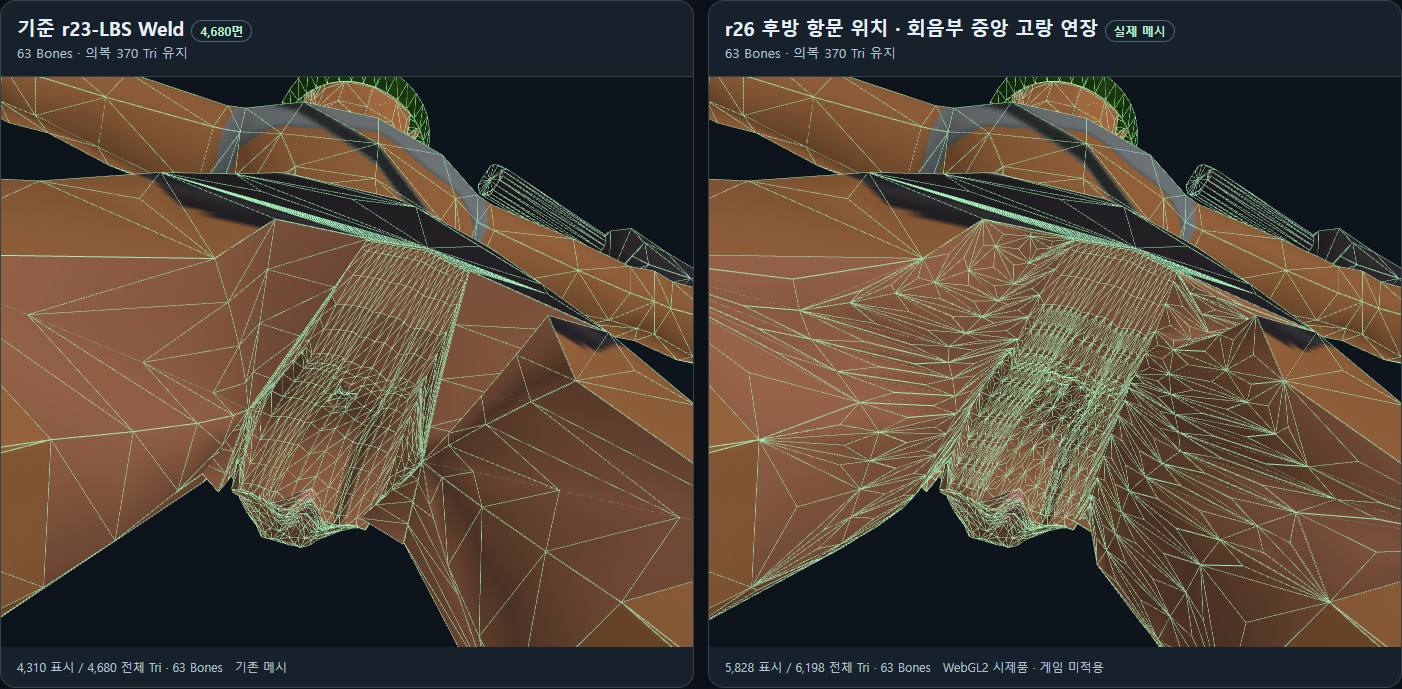 기준 r23-LBS Weld 4,680면
63 Bones · 의복 370 Tri 유지
4,310 표시 / 4,680 전체 Tri · 63 Bones 기존 메시
r26 후방 항문 위치 · 회음부 중앙 고랑 연장 실제 메시
63 Bones · 의복 370 Tri 유지
5,828 표시 / 6,198 전체 Tri · 63 Bones WebGL2 시제품 · 게임 미적용